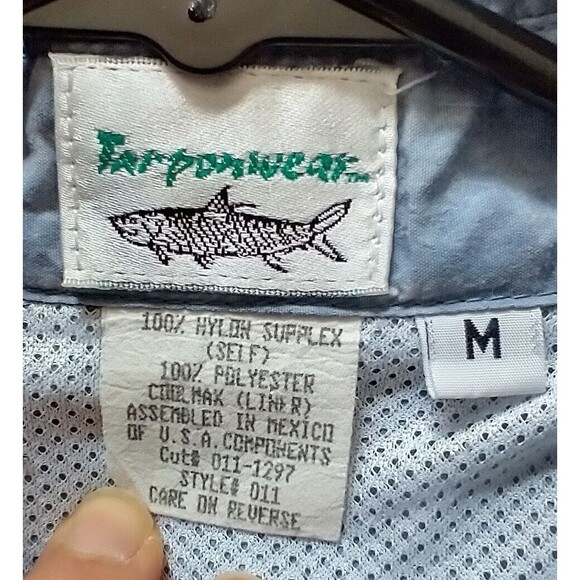 Tarponwear™
100% NYLON SUPPLEX
(SELF)
100% POLYESTER
COOLMAX (LINER)
ASSEMBLED IN MEXICO
OF U.S.A. COMPONENTS
Cut# 011-1297
STYLE# 011
CARE ON REVERSE
M